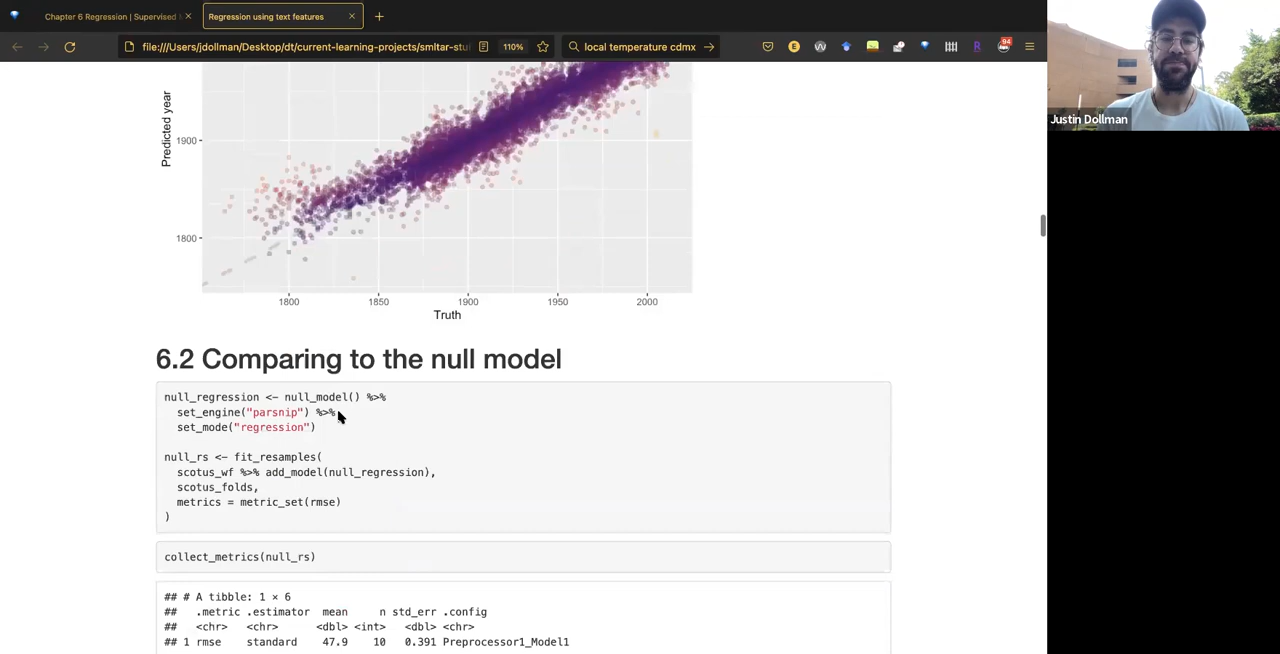 Chapter 6 Regression | Supervised
Regression using text features
file:///Users/jdollman/Desktop/dt/current-learning-projects/smltar-stu
110%
local temperature cdmx
94
Predicted year
1900
1800
1800 1850 1900 1950 2000
Truth
Justin Dollman
6.2 Comparing to the null model
null_regression <- null_model() %>%
set_engine("parsnip") %>%
set_mode("regression")
null_rs <- fit_resamples(
scotus_wf %>% add_model(null_regression),
scotus_folds,
metrics = metric_set(rmse)
)
collect_metrics(null_rs)
## # A tibble: 1 × 6
## .metric .estimator mean n std_err .config
## <chr> <chr> <dbl> <int> <dbl> <chr>
## 1 rmse standard 47.9 10 0.391 Preprocessor1_Model1